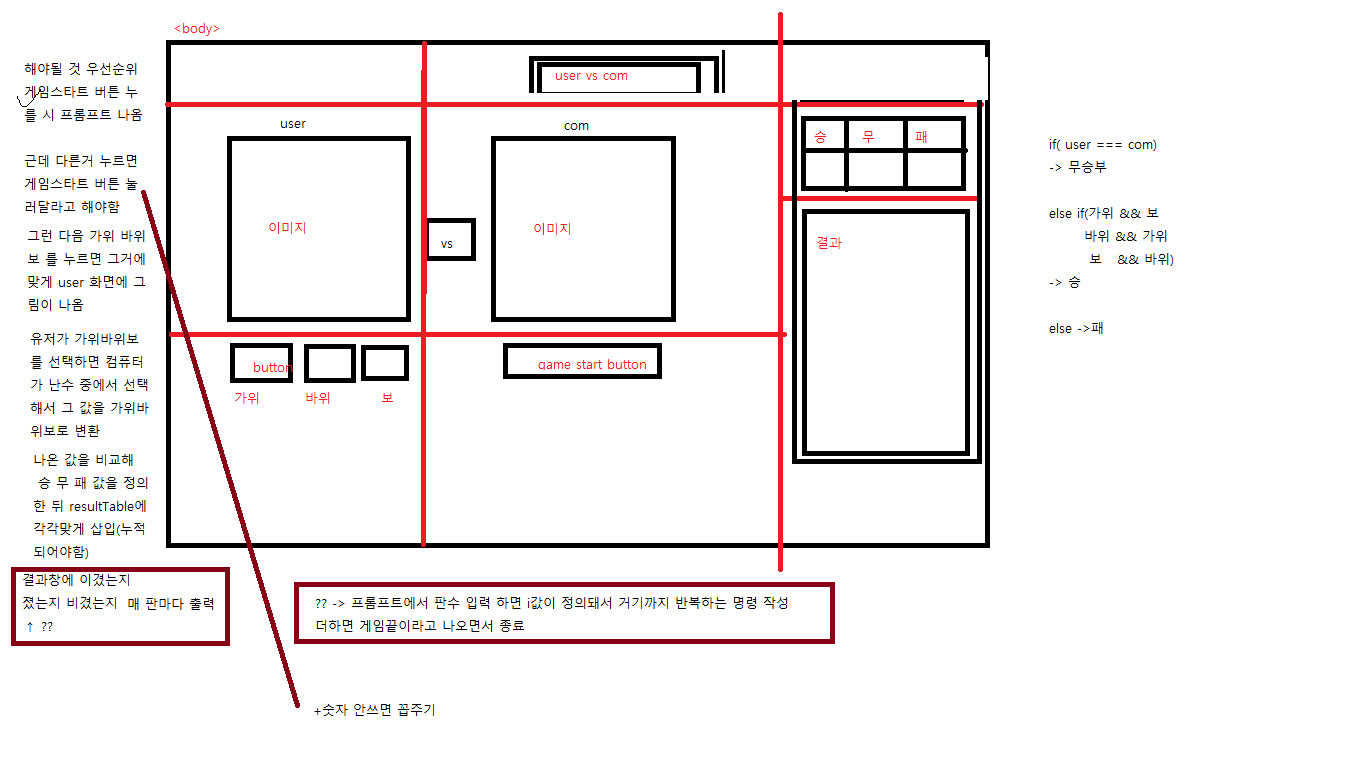 <body>
해야될 것 우선순위
게임스타트 버튼 누
를 시 프롬프트 나옴
근데 다른거 누르면
게임스타트 버튼 눌
러달라고 해야함
그런 다음 가위 바위
보 를 누르면 그거에
맞게 user 화면에 그
림이 나옴
유저가 가위바위보
를 선택하면 컴퓨터
가 난수 중에서 선택
해서 그 값을 가위바
위보로 변환
나온 값을 비교해
승 무 패 값을 정의
한 뒤 resultTable에
각각맞게 삽입(누적
되어야함)
결과창에 이겼는지
졌는지 비겼는지 매 판마다 출력
↑ ??
user vs com
user
com
이미지
vs
이미지
button
가위
바위
보
game start button
승
무
패
결과
if( user === com)
-> 무승부
else if(가위 && 보
바위 && 가위
보 && 바위)
-> 승
else ->패
?? -> 프롬프트에서 판수 입력 하면 i값이 정의돼서 거기까지 반복하는 명령 작성
더하면 게임끝이라고 나오면서 종료
+숫자 안쓰면 꼽주기